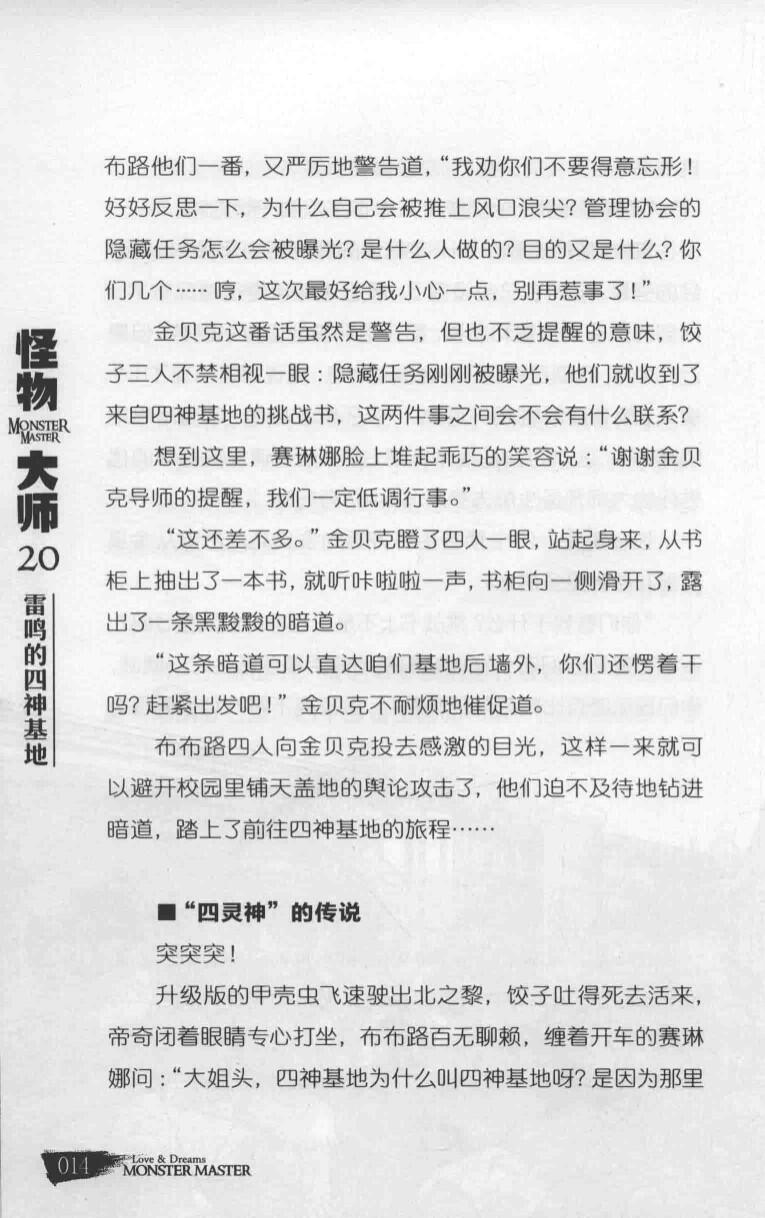 布路他们一番，又严厉地警告道，“我劝你们不要得意忘形！
好好反思一下，为什么自己会被推上风口浪尖？管理协会的
隐藏任务怎么会被曝光？是什么人做的？目的又是什么？你
们几个……哼，这次最好给我小心一点，别再惹事了！”
金贝克这番话虽然是警告，但也不乏提醒的意味，饺
子三人不禁相视一眼：隐藏任务刚刚被曝光，他们就收到了
来自四神基地的挑战书，这两件事之间会不会有什么联系？
想到这里，赛琳娜脸上堆起乖巧的笑容说：“谢谢金贝
克导师的提醒，我们一定低调行事。”
“这还差不多。”金贝克瞪了四人一眼，站起身来，从书
柜上抽出了一本书，就听咔啦啦一声，书柜向一侧滑开了，露
出了一条黑黢黢的暗道。
“这条暗道可以直达咱们基地后墙外，你们还愣着干
吗？赶紧出发吧！”金贝克不耐烦地催促道。
布布路四人向金贝克投去感激的目光，这样一来就可
以避开校园里铺天盖地的舆论攻击了，他们迫不及待地钻进
暗道，踏上了前往四神基地的旅程……
■“四灵神”的传说
突突突！
升级版的甲壳虫飞速驶出北之黎，饺子吐得死去活来，
帝奇闭着眼睛专心打坐，布布路百无聊赖，缠着开车的赛琳
娜问：“大姐头，四神基地为什么叫四神基地呀？是因为那里
怪物
MONSTER
MASTER
大师
20
雷鸣的四神基地
014
Love & Dreams
MONSTER MASTER